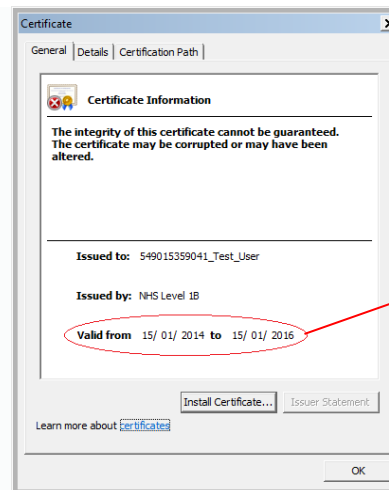 Certificate
General Details Certification Path
Certificate Information
The integrity of this certificate cannot be guaranteed.
The certificate may be corrupted or may have been
altered.
Issued to: 549015359041_Test_User
Issued by: NHS Level 1B
Valid from 15/ 01/ 2014 to 15/ 01/ 2016
Install Certificate... Issuer Statement
Learn more about certificates
OK